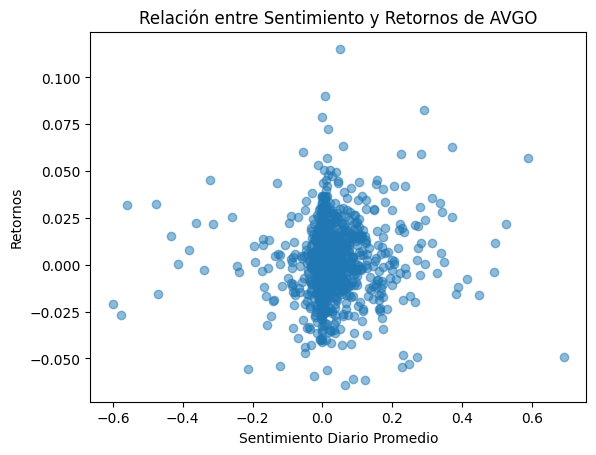 Relación entre Sentimiento y Retornos de AVGO
Retornos
0.100
0.075
0.050
0.025
0.000
−0.025
−0.050
−0.6 −0.4 −0.2 0.0 0.2 0.4 0.6
Sentimiento Diario Promedio